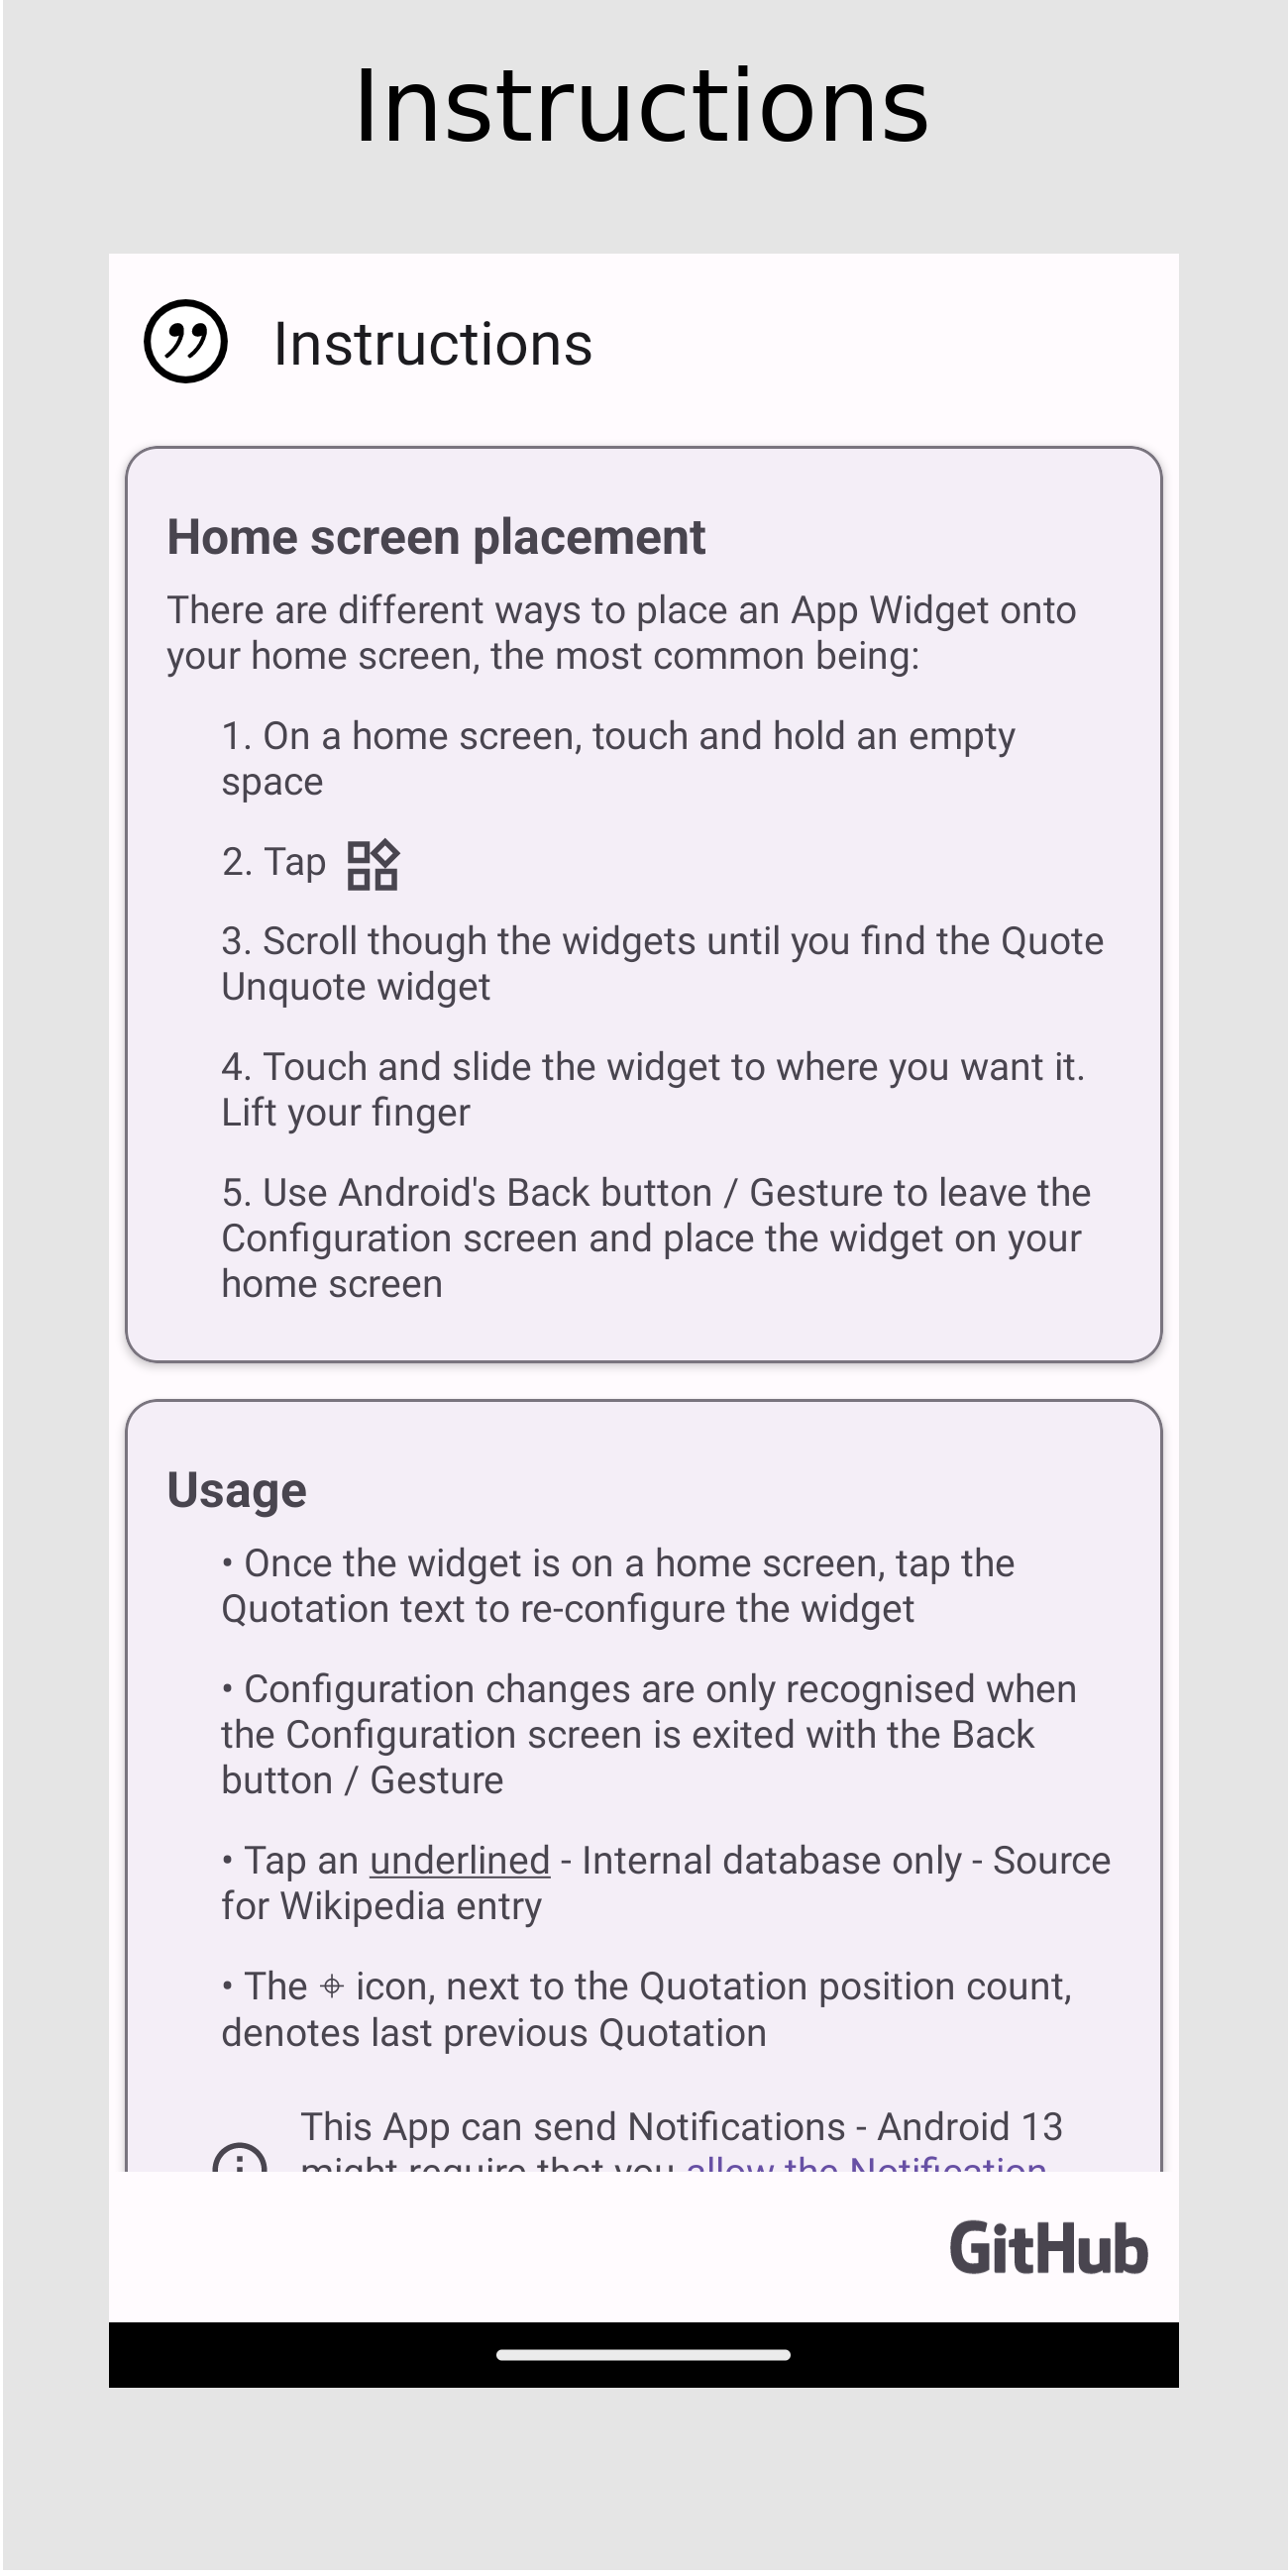 Instructions
Instructions
Home screen placement
There are different ways to place an App Widget onto
your home screen, the most common being:
1. On a home screen, touch and hold an empty
space
2. Tap
3. Scroll though the widgets until you find the Quote
Unquote widget
4. Touch and slide the widget to where you want it.
Lift your finger
5. Use Android's Back button / Gesture to leave the
Configuration screen and place the widget on your
home screen
Usage
• Once the widget is on a home screen, tap the
Quotation text to re-configure the widget
• Configuration changes are only recognised when
the Configuration screen is exited with the Back
button / Gesture
• Tap an underlined - Internal database only - Source
for Wikipedia entry
• The ⌖ icon, next to the Quotation position count,
denotes last previous Quotation
This App can send Notifications - Android 13
might require that you allow the Notification
GitHub